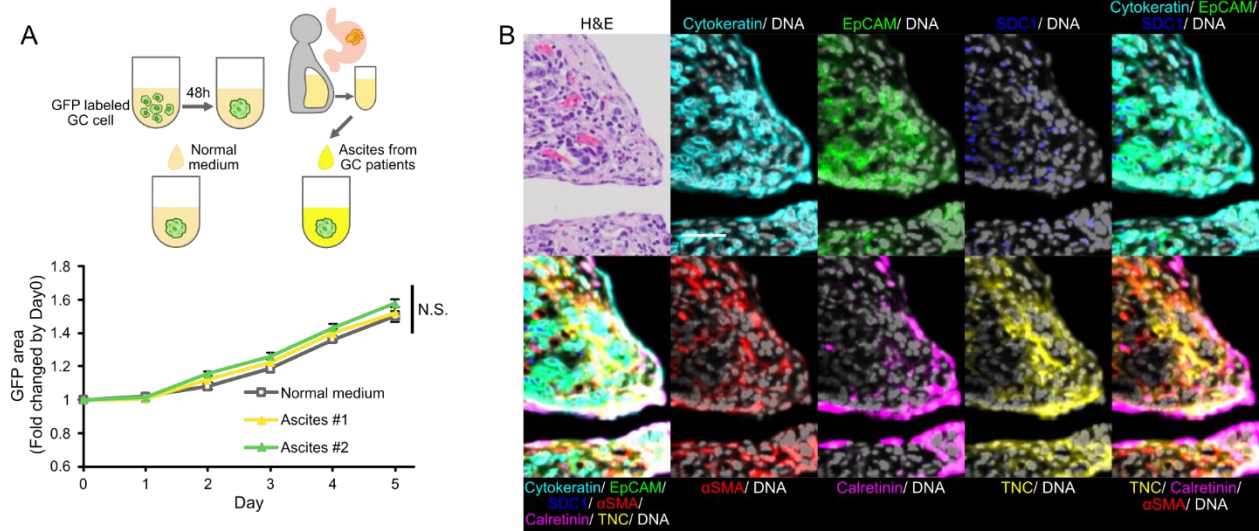 A
GFP labeled
GC cell
48h
Normal
medium
Ascites from
GC patients
GFP area
(Fold changed by Day0)
1.8
1.6
1.4
1.2
1
0.8
0.6
0
1
2
3
4
5
Day
N.S.
Normal medium
Ascites #1
Ascites #2
B
H&E
Cytokeratin/ DNA
EpCAM/ DNA
SDC1/ DNA
Cytokeratin/ EpCAM/
SDC1/ DNA
Cytokeratin/ EpCAM/
SDC1/ αSMA/
Calretinin/ TNC/ DNA
αSMA/ DNA
Calretinin/ DNA
TNC/ DNA
TNC/ Calretinin/
αSMA/ DNA